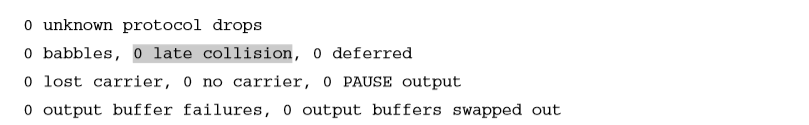 0 unknown protocol drops
0 babbles, 0 late collision, 0 deferred
0 lost carrier, 0 no carrier, 0 PAUSE output
0 output buffer failures, 0 output buffers swapped out